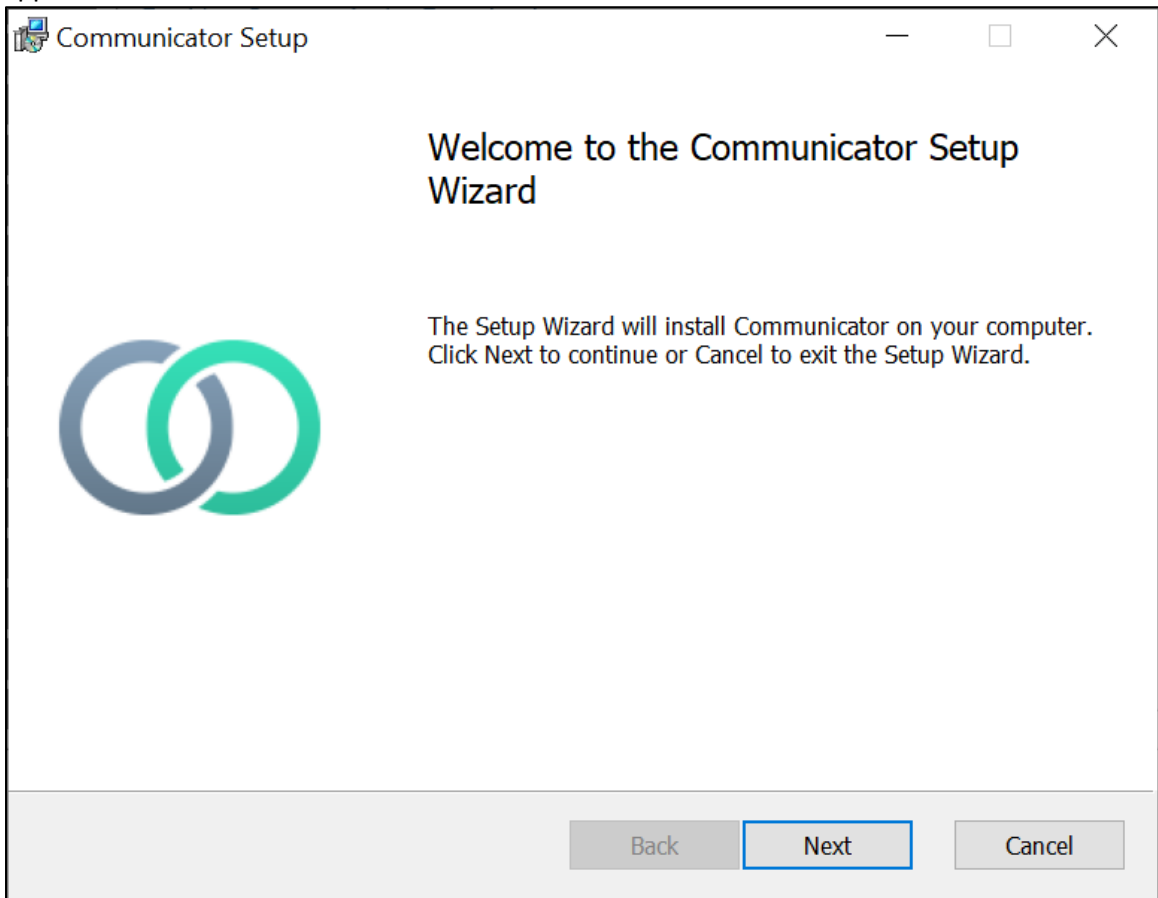 Communicator Setup
Welcome to the Communicator Setup
Wizard
The Setup Wizard will install Communicator on your computer.
Click Next to continue or Cancel to exit the Setup Wizard.
Back
Next
Cancel